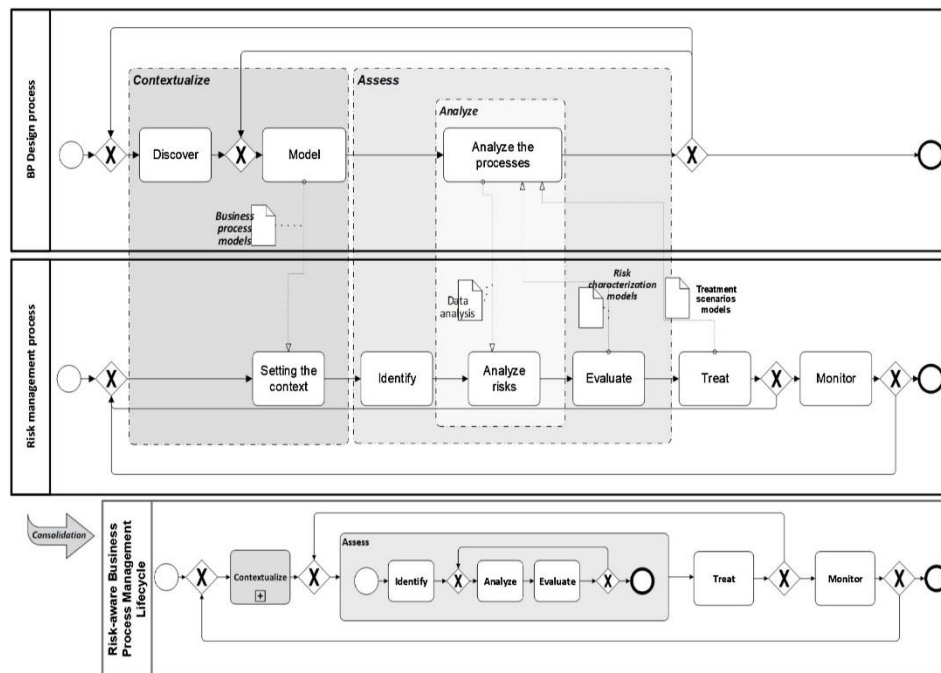 BP Design process
Contextualize
Assess
Analyze
X
Discover
X
Model
Analyze the
processes
X
Business
process
models
Risk management process
Data
analysis
Risk
characterization
models
Treatment
scenarios
models
X
Setting the
context
Identify
Analyze
risks
Evaluate
Treat
X
Monitor
X
Consolidation
Risk-aware Business
Process Management
Lifecycle
X
Contextualize
+
X
Assess
Identify
X
Analyze
Evaluate
X
Treat
X
Monitor
X